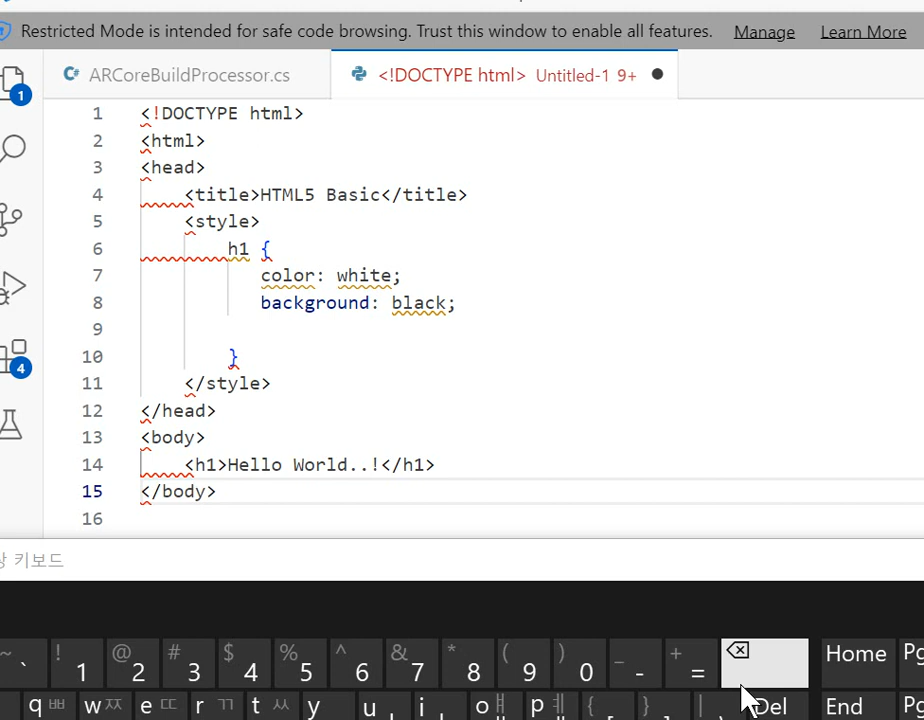 Restricted Mode is intended for safe code browsing. Trust this window to enable all features. Manage Learn More
ARCoreBuildProcessor.cs <!DOCTYPE html> Untitled-1 9+
1 <!DOCTYPE html>
2 <html>
3 <head>
4 <title>HTML5 Basic</title>
5 <style>
6 h1 {
7 color: white;
8 background: black;
9
10 }
11 </style>
12 </head>
13 <body>
14 <h1>Hello World..!</h1>
15 </body>
16
1
4
키보드
~ ` ! 1 @ 2 # 3 $ 4 % 5 ^ 6 & 7 * 8 ( 9 ) 0 _ - + = Home
q ㅃ w ㅉ e ㄸ r ㄲ t ㅆ y u i o ㅒ p ㅖ { [ } ] | Del End